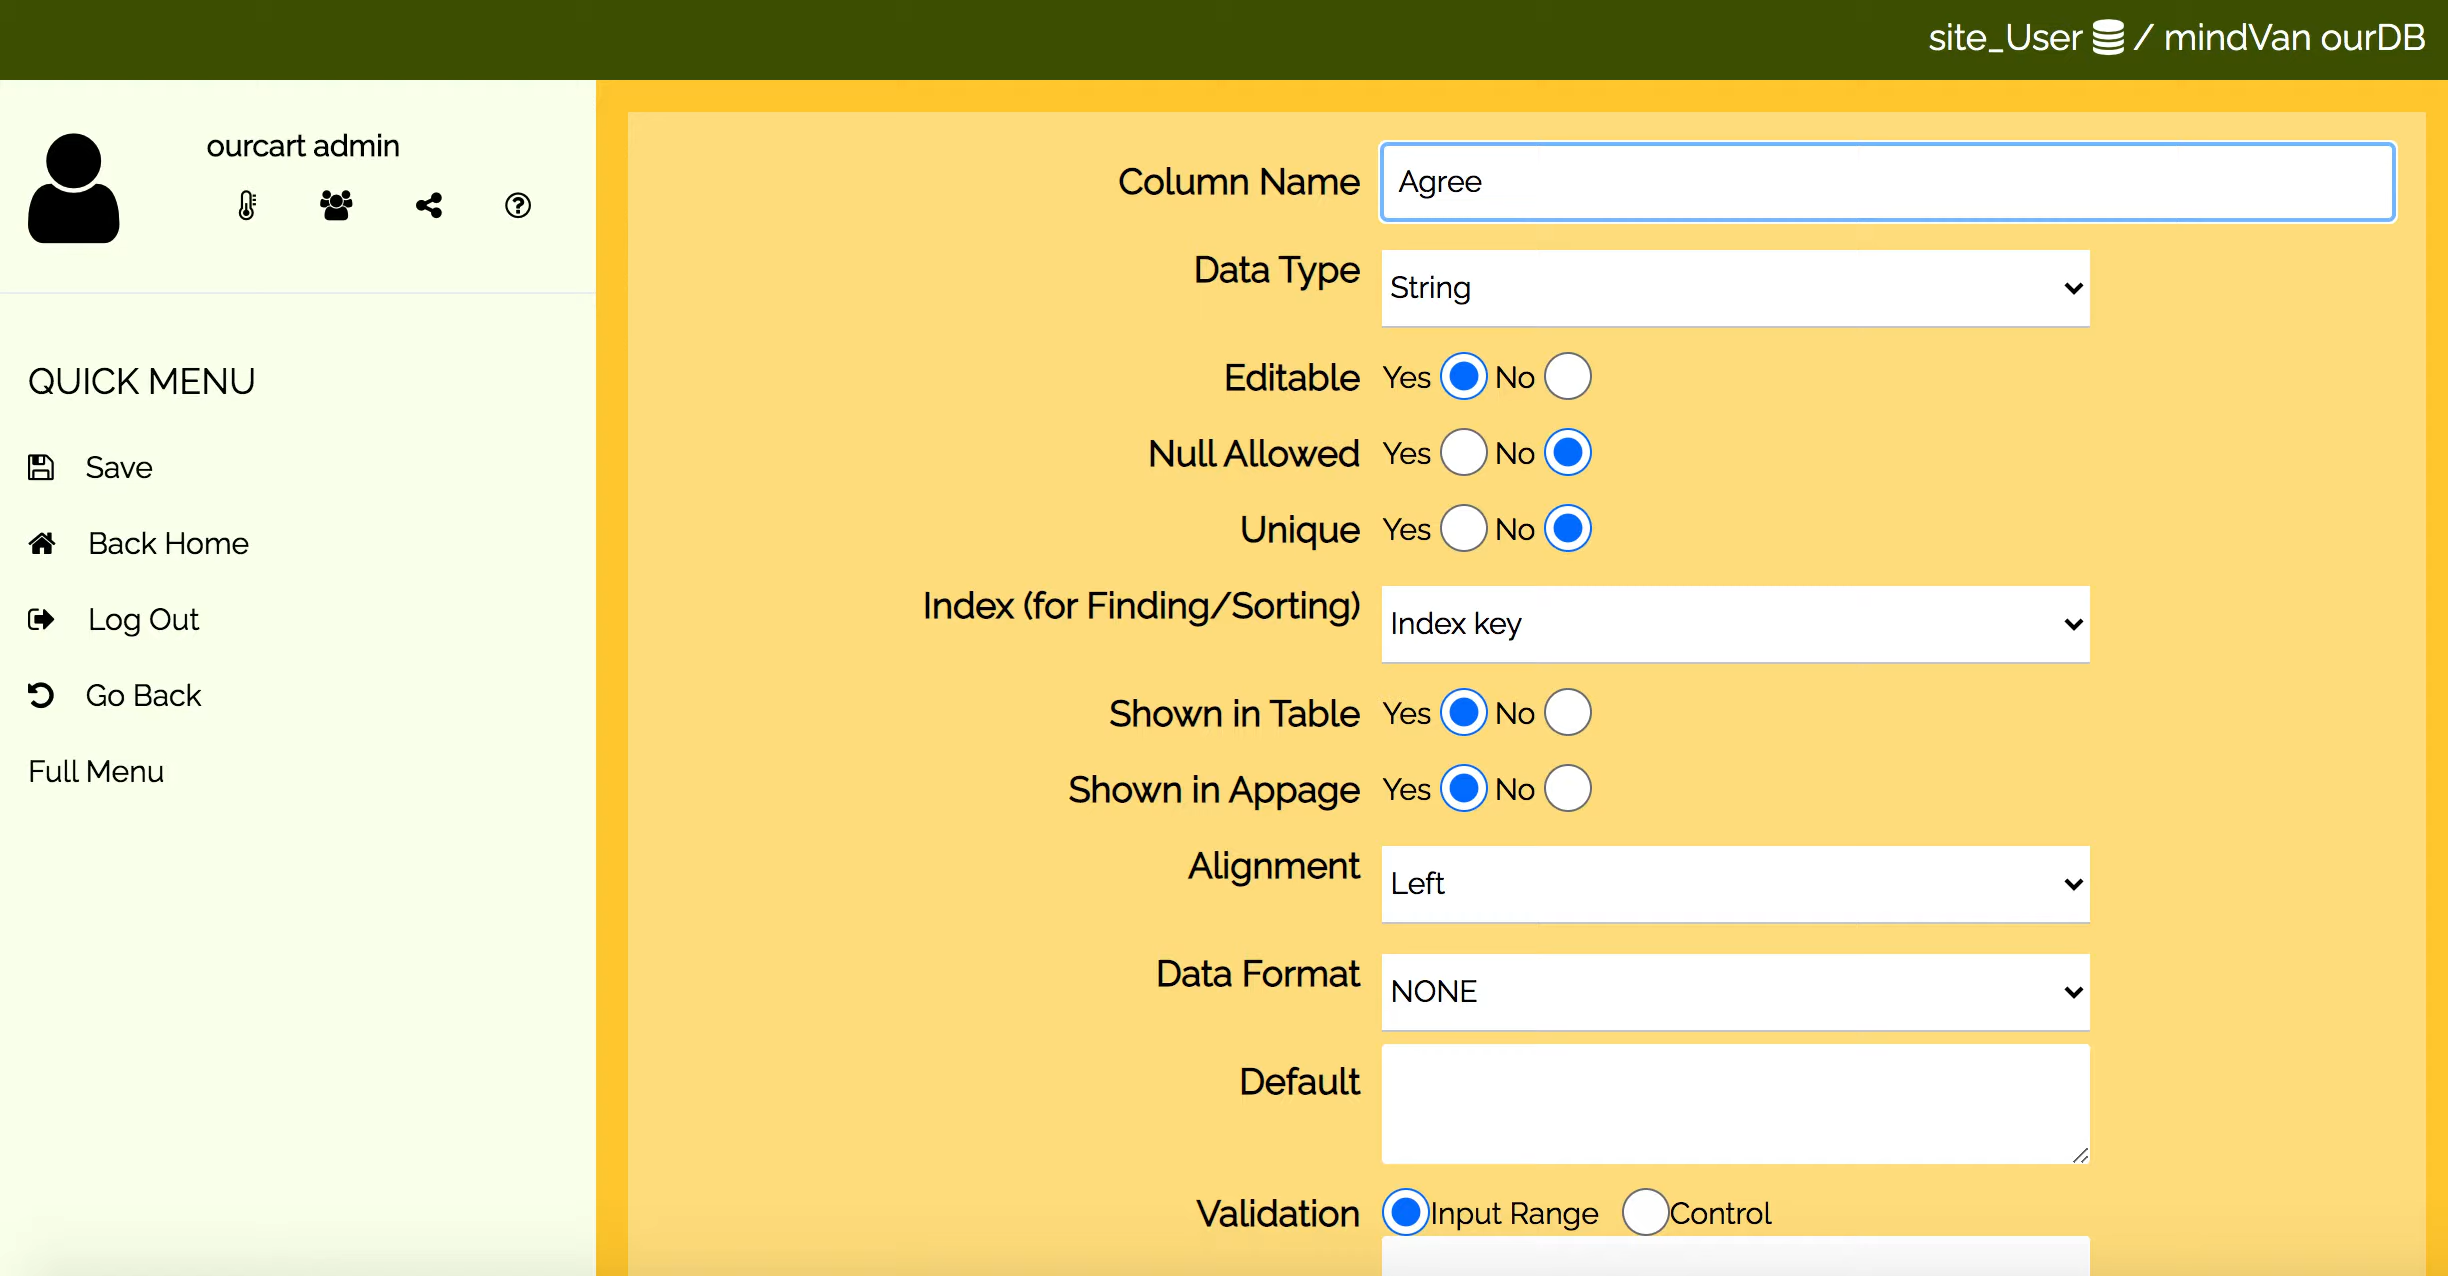 site_User / mindVan ourDB
ourcart admin
QUICK MENU
Save
Back Home
Log Out
Go Back
Full Menu
Column Name Agree
Data Type String
Editable Yes No
Null Allowed Yes No
Unique Yes No
Index (for Finding/Sorting) Index key
Shown in Table Yes No
Shown in Appage Yes No
Alignment Left
Data Format NONE
Default
Validation Input Range Control